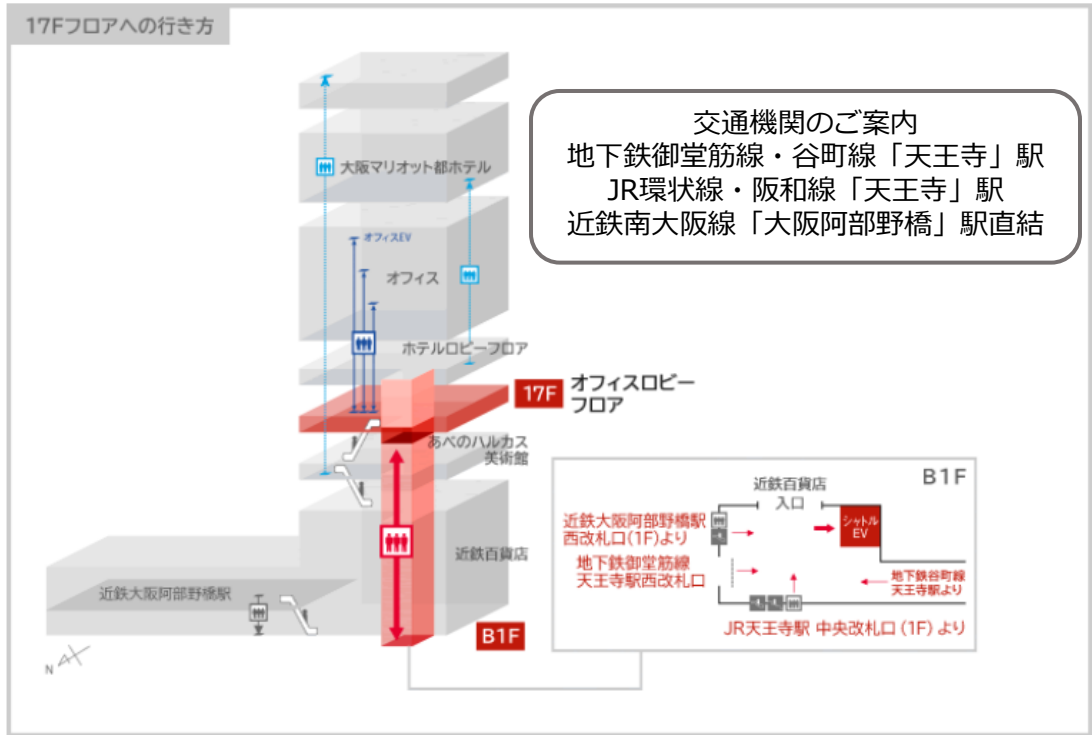 17Fフロアへの行き方
交通機関のご案内
地下鉄御堂筋線・谷町線「天王寺」駅
JR環状線・阪和線「天王寺」駅
近鉄南大阪線「大阪阿部野橋」駅直結
大阪マリオット都ホテル
オフィスEV
オフィス
ホテルロビーフロア
17F
オフィスロビー
フロア
あべのハルカス
美術館
近鉄百貨店
近鉄大阪阿部野橋駅
B1F
N
B1F
近鉄百貨店
入口
シャトル
EV
近鉄大阪阿部野橋駅
西改札口(1F)より
地下鉄御堂筋線
天王寺駅西改札口
地下鉄谷町線
天王寺駅より
JR天王寺駅 中央改札口 (1F) より